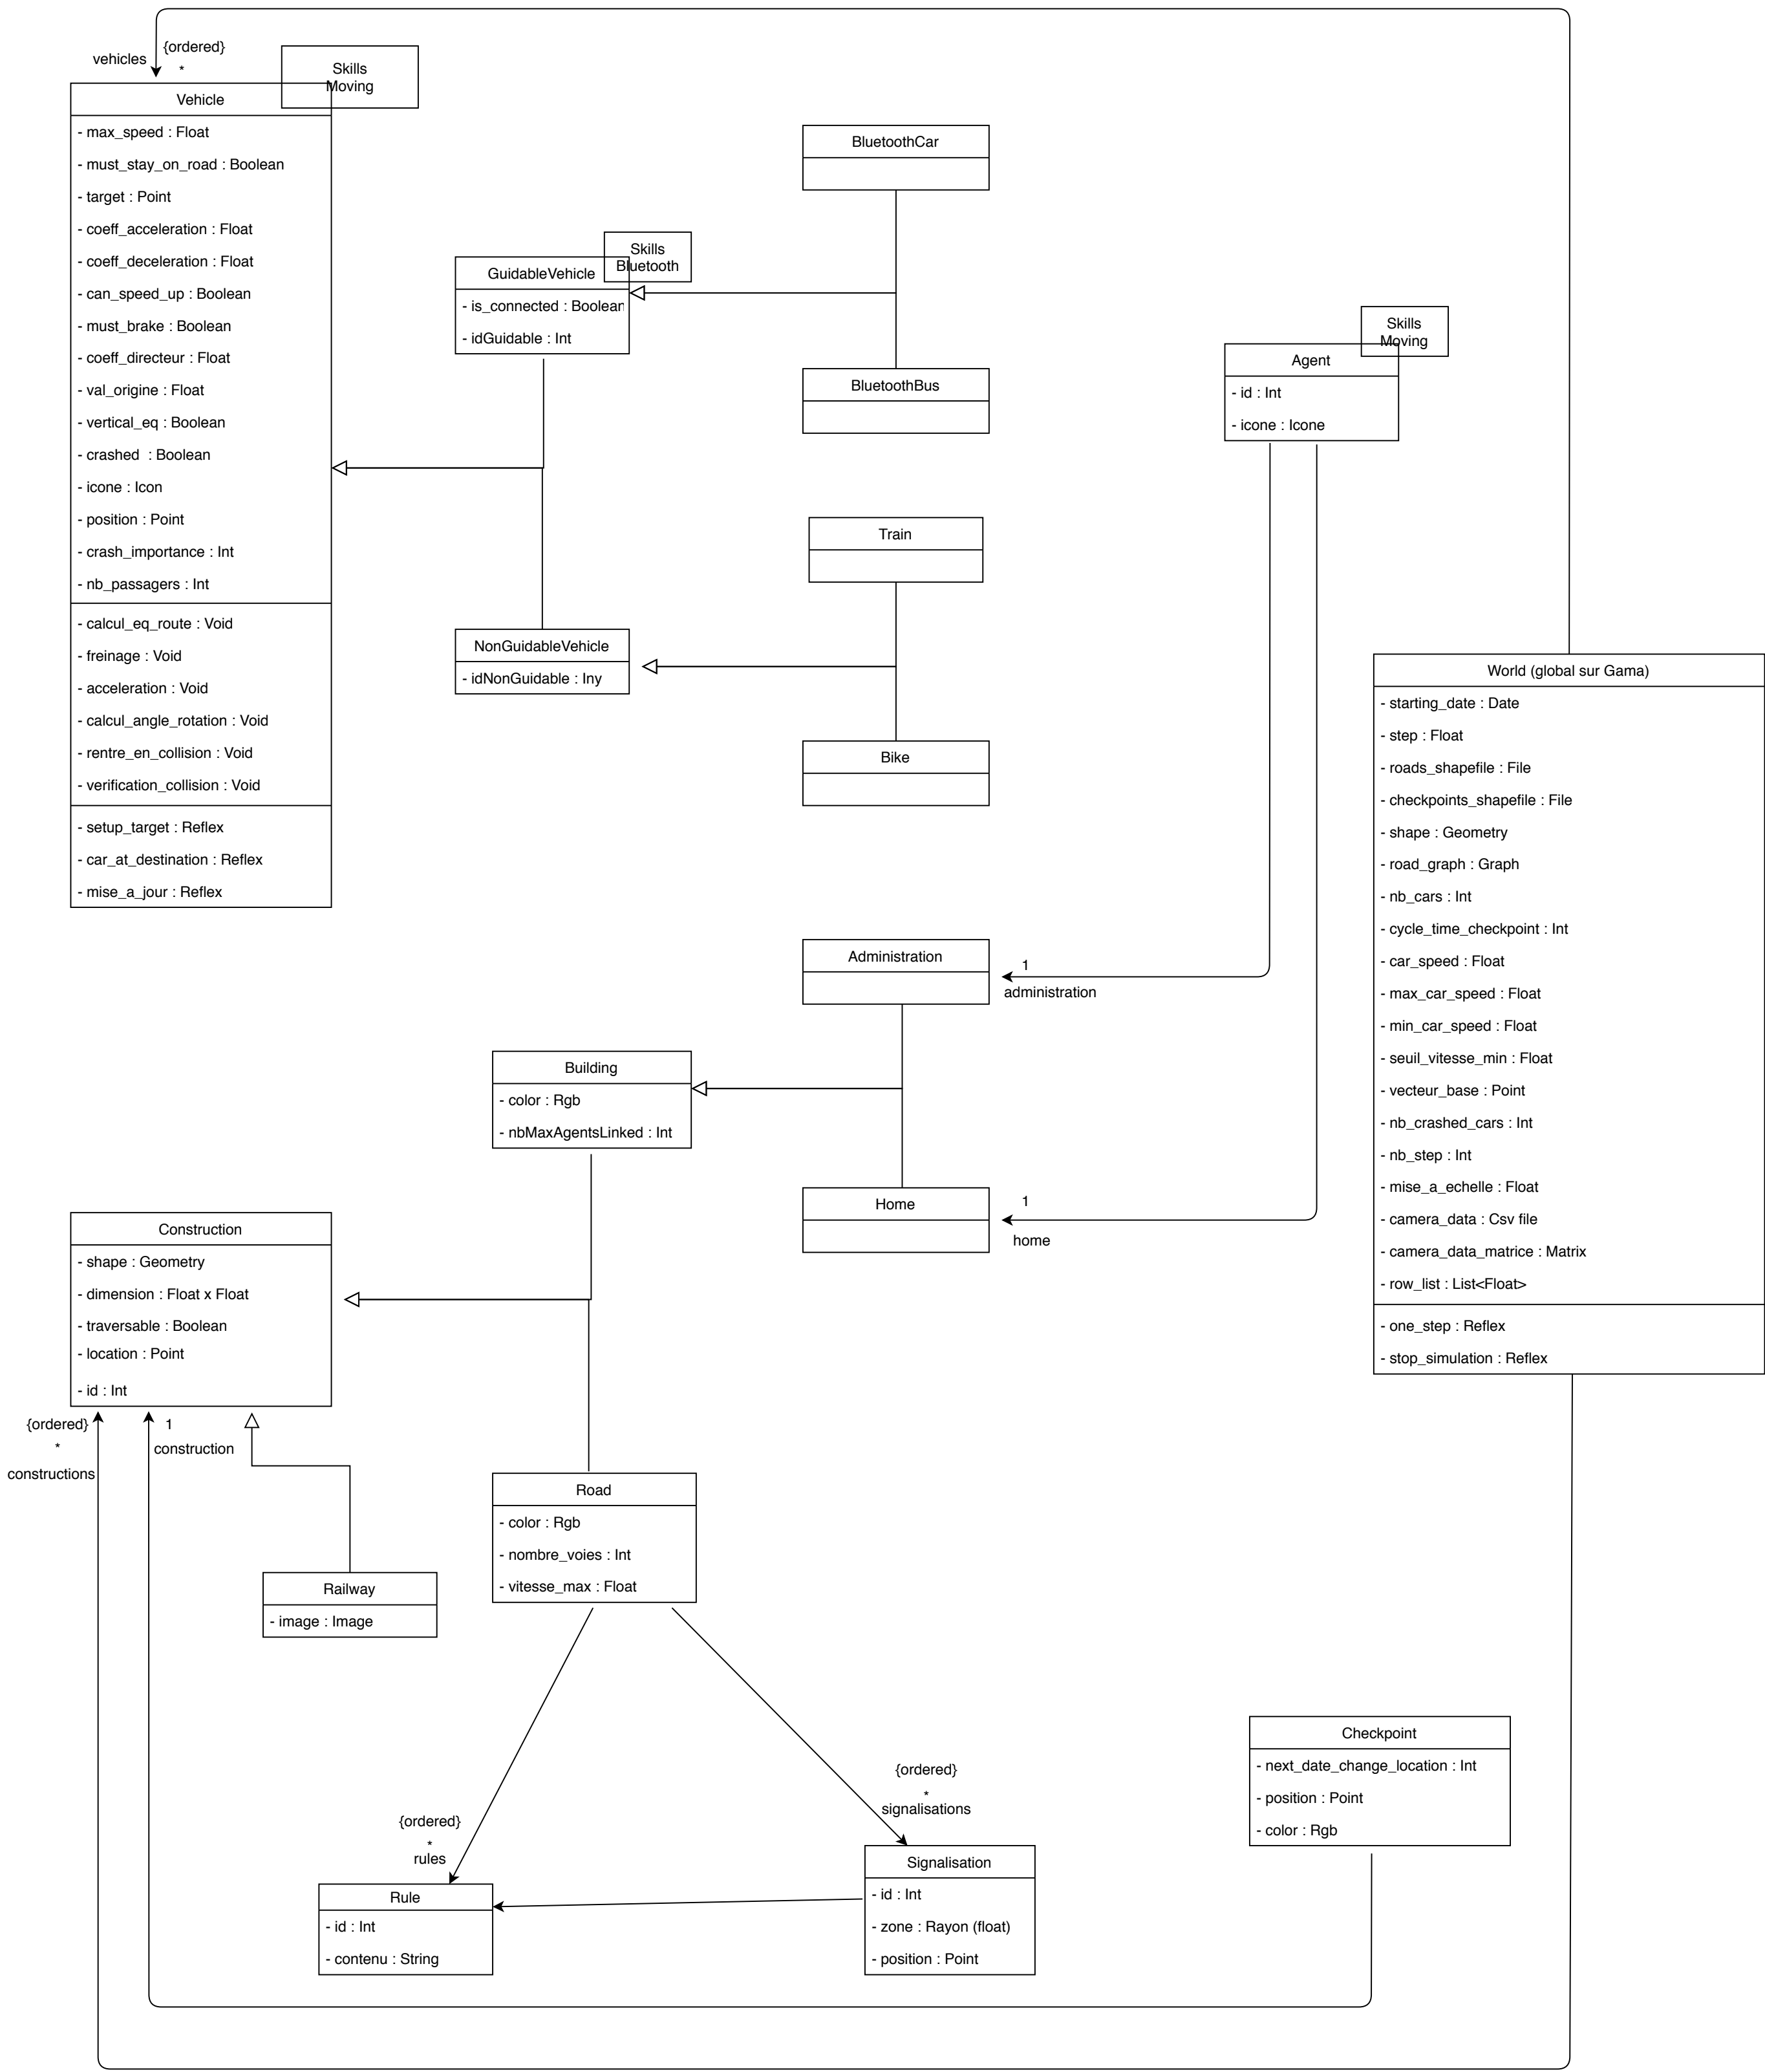 {ordered}
vehicles
*
Skills
Moving
Vehicle
- max_speed : Float
- must_stay_on_road : Boolean
- target : Point
- coeff_acceleration : Float
- coeff_deceleration : Float
- can_speed_up : Boolean
- must_brake : Boolean
- coeff_directeur : Float
- val_origine : Float
- vertical_eq : Boolean
- crashed : Boolean
- icone : Icon
- position : Point
- crash_importance : Int
- nb_passagers : Int
- calcul_eq_route : Void
- freinage : Void
- acceleration : Void
- calcul_angle_rotation : Void
- rentre_en_collision : Void
- verification_collision : Void
- setup_target : Reflex
- car_at_destination : Reflex
- mise_a_jour : Reflex
BluetoothCar
Skills
Bluetooth
GuidableVehicle
- is_connected : Boolean
- idGuidable : Int
BluetoothBus
Skills
Moving
Agent
- id : Int
- icone : Icone
Train
NonGuidableVehicle
- idNonGuidable : Iny
Bike
World (global sur Gama)
- starting_date : Date
- step : Float
- roads_shapefile : File
- checkpoints_shapefile : File
- shape : Geometry
- road_graph : Graph
- nb_cars : Int
- cycle_time_checkpoint : Int
- car_speed : Float
- max_car_speed : Float
- min_car_speed : Float
- seuil_vitesse_min : Float
- vecteur_base : Point
- nb_crashed_cars : Int
- nb_step : Int
- mise_a_echelle : Float
- camera_data : Csv file
- camera_data_matrice : Matrix
- row_list : List<Float>
- one_step : Reflex
- stop_simulation : Reflex
Administration
1
administration
Building
- color : Rgb
- nbMaxAgentsLinked : Int
Home
1
home
Construction
- shape : Geometry
- dimension : Float x Float
- traversable : Boolean
- location : Point
- id : Int
{ordered}
*
constructions
1
construction
Road
- color : Rgb
- nombre_voies : Int
- vitesse_max : Float
Railway
- image : Image
Checkpoint
- next_date_change_location : Int
- position : Point
- color : Rgb
{ordered}
*
signalisations
{ordered}
*
rules
Signalisation
- id : Int
- zone : Rayon (float)
- position : Point
Rule
- id : Int
- contenu : String